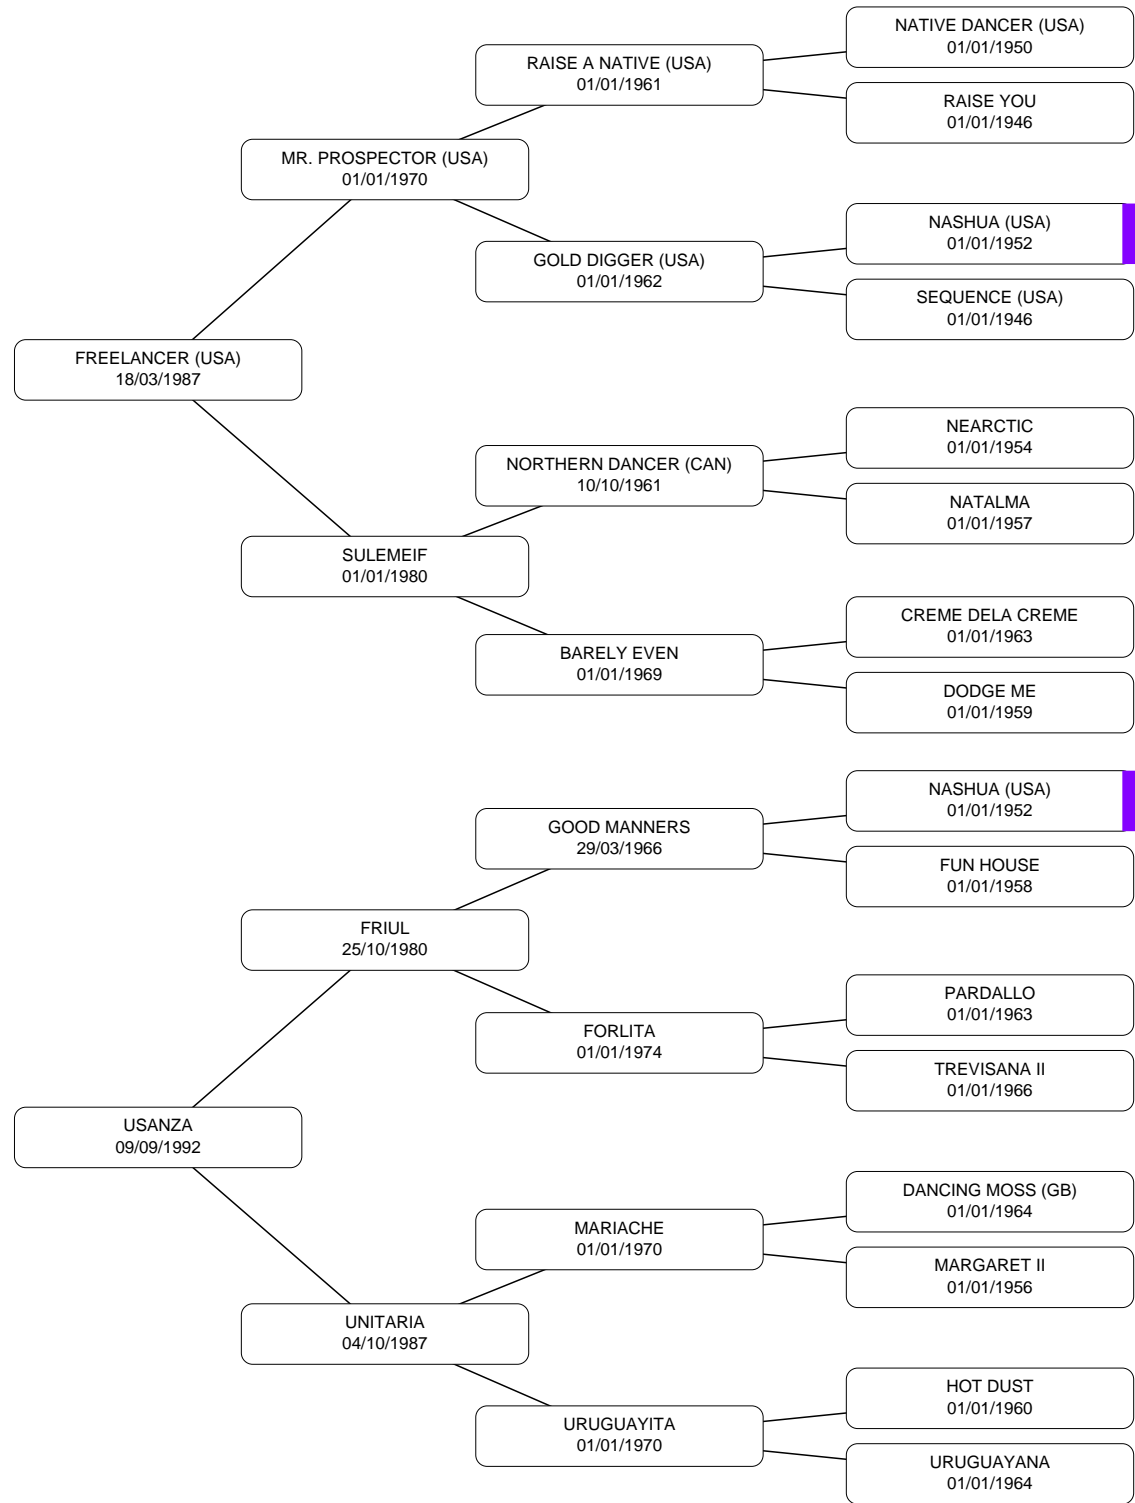 NATIVE DANCER (USA)
01/01/1950
RAISE A NATIVE (USA)
01/01/1961
RAISE YOU
01/01/1946
MR. PROSPECTOR (USA)
01/01/1970
NASHUA (USA)
01/01/1952
GOLD DIGGER (USA)
01/01/1962
SEQUENCE (USA)
01/01/1946
FREELANCER (USA)
18/03/1987
NEARCTIC
01/01/1954
NORTHERN DANCER (CAN)
10/10/1961
NATALMA
01/01/1957
SULEMEIF
01/01/1980
CREME DELA CREME
01/01/1963
BARELY EVEN
01/01/1969
DODGE ME
01/01/1959
NASHUA (USA)
01/01/1952
GOOD MANNERS
29/03/1966
FUN HOUSE
01/01/1958
FRIUL
25/10/1980
PARDALLO
01/01/1963
FORLITA
01/01/1974
TREVISANA II
01/01/1966
USANZA
09/09/1992
DANCING MOSS (GB)
01/01/1964
MARIACHE
01/01/1970
MARGARET II
01/01/1956
UNITARIA
04/10/1987
HOT DUST
01/01/1960
URUGUAYITA
01/01/1970
URUGUAYANA
01/01/1964